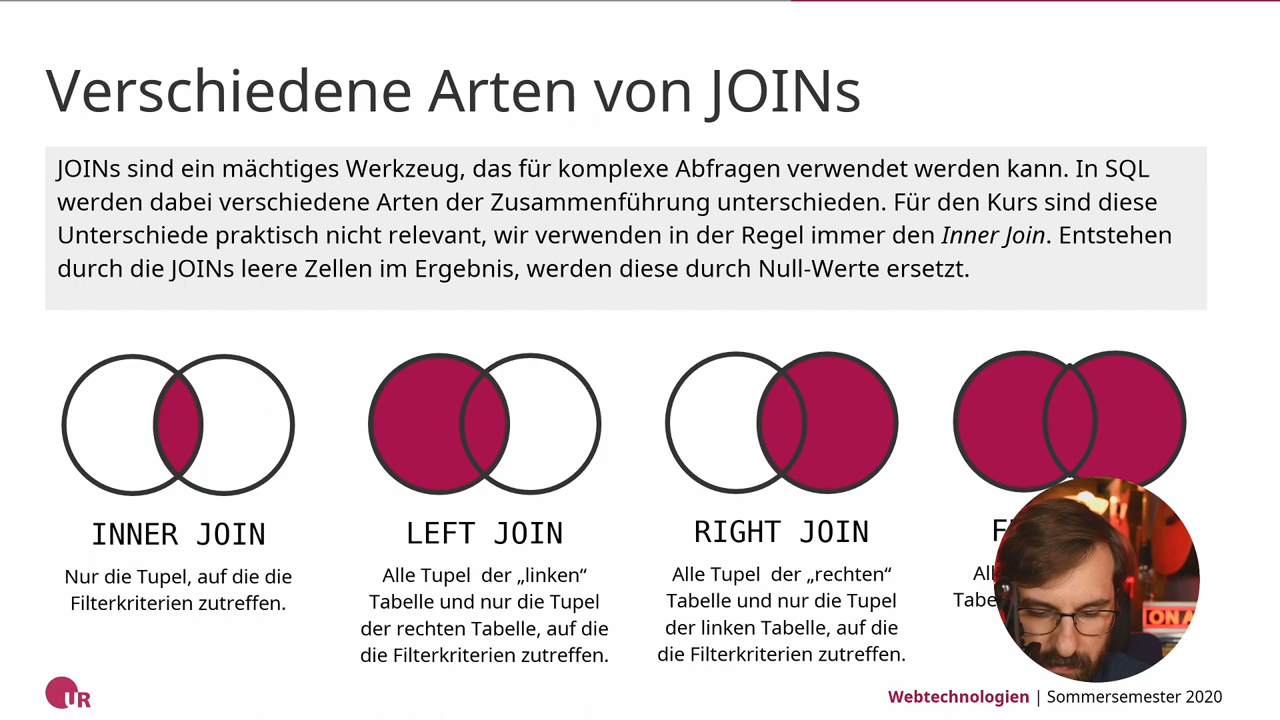 Verschiedene Arten von JOINs
JOINs sind ein mächtiges Werkzeug, das für komplexe Abfragen verwendet werden kann. In SQL
werden dabei verschiedene Arten der Zusammenführung unterschieden. Für den Kurs sind diese
Unterschiede praktisch nicht relevant, wir verwenden in der Regel immer den Inner Join. Entstehen
durch die JOINs leere Zellen im Ergebnis, werden diese durch Null-Werte ersetzt.
INNER JOIN
Nur die Tupel, auf die die
Filterkriterien zutreffen.
LEFT JOIN
Alle Tupel der „linken“
Tabelle und nur die Tupel
der rechten Tabelle, auf die
die Filterkriterien zutreffen.
RIGHT JOIN
Alle Tupel der „rechten“
Tabelle und nur die Tupel
der linken Tabelle, auf die
die Filterkriterien zutreffen.
ON A
UR
Webtechnologien | Sommersemester 2020